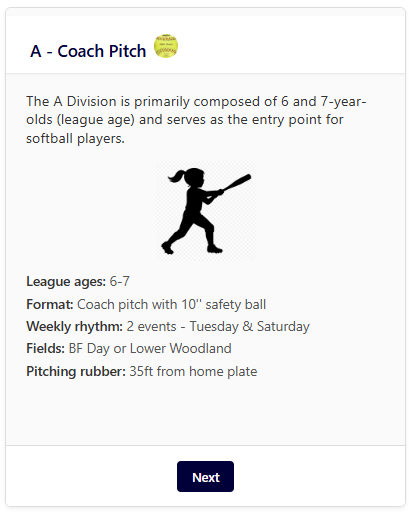 A - Coach Pitch
The A Division is primarily composed of 6 and 7-year-
olds (league age) and serves as the entry point for
softball players.
League ages: 6-7
Format: Coach pitch with 10'' safety ball
Weekly rhythm: 2 events - Tuesday & Saturday
Fields: BF Day or Lower Woodland
Pitching rubber: 35ft from home plate
Next